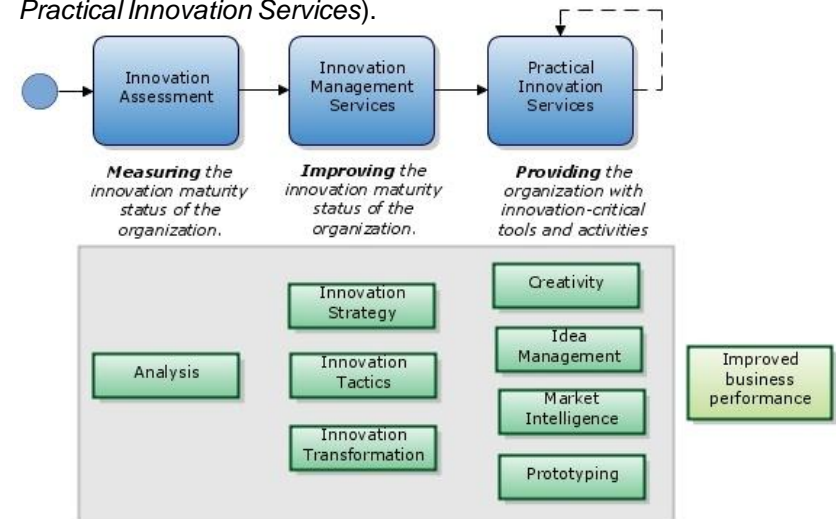 Practical Innovation Services).
Innovation
Assessment
Innovation
Management
Services
Practical
Innovation
Services
Measuring the
innovation maturity
status of the
organization.
Improving the
innovation maturity
status of the
organization.
Providing the
organization with
innovation-critical
tools and activities
Analysis
Innovation
Strategy
Innovation
Tactics
Innovation
Transformation
Creativity
Idea
Management
Market
Intelligence
Prototyping
Improved
business
performance